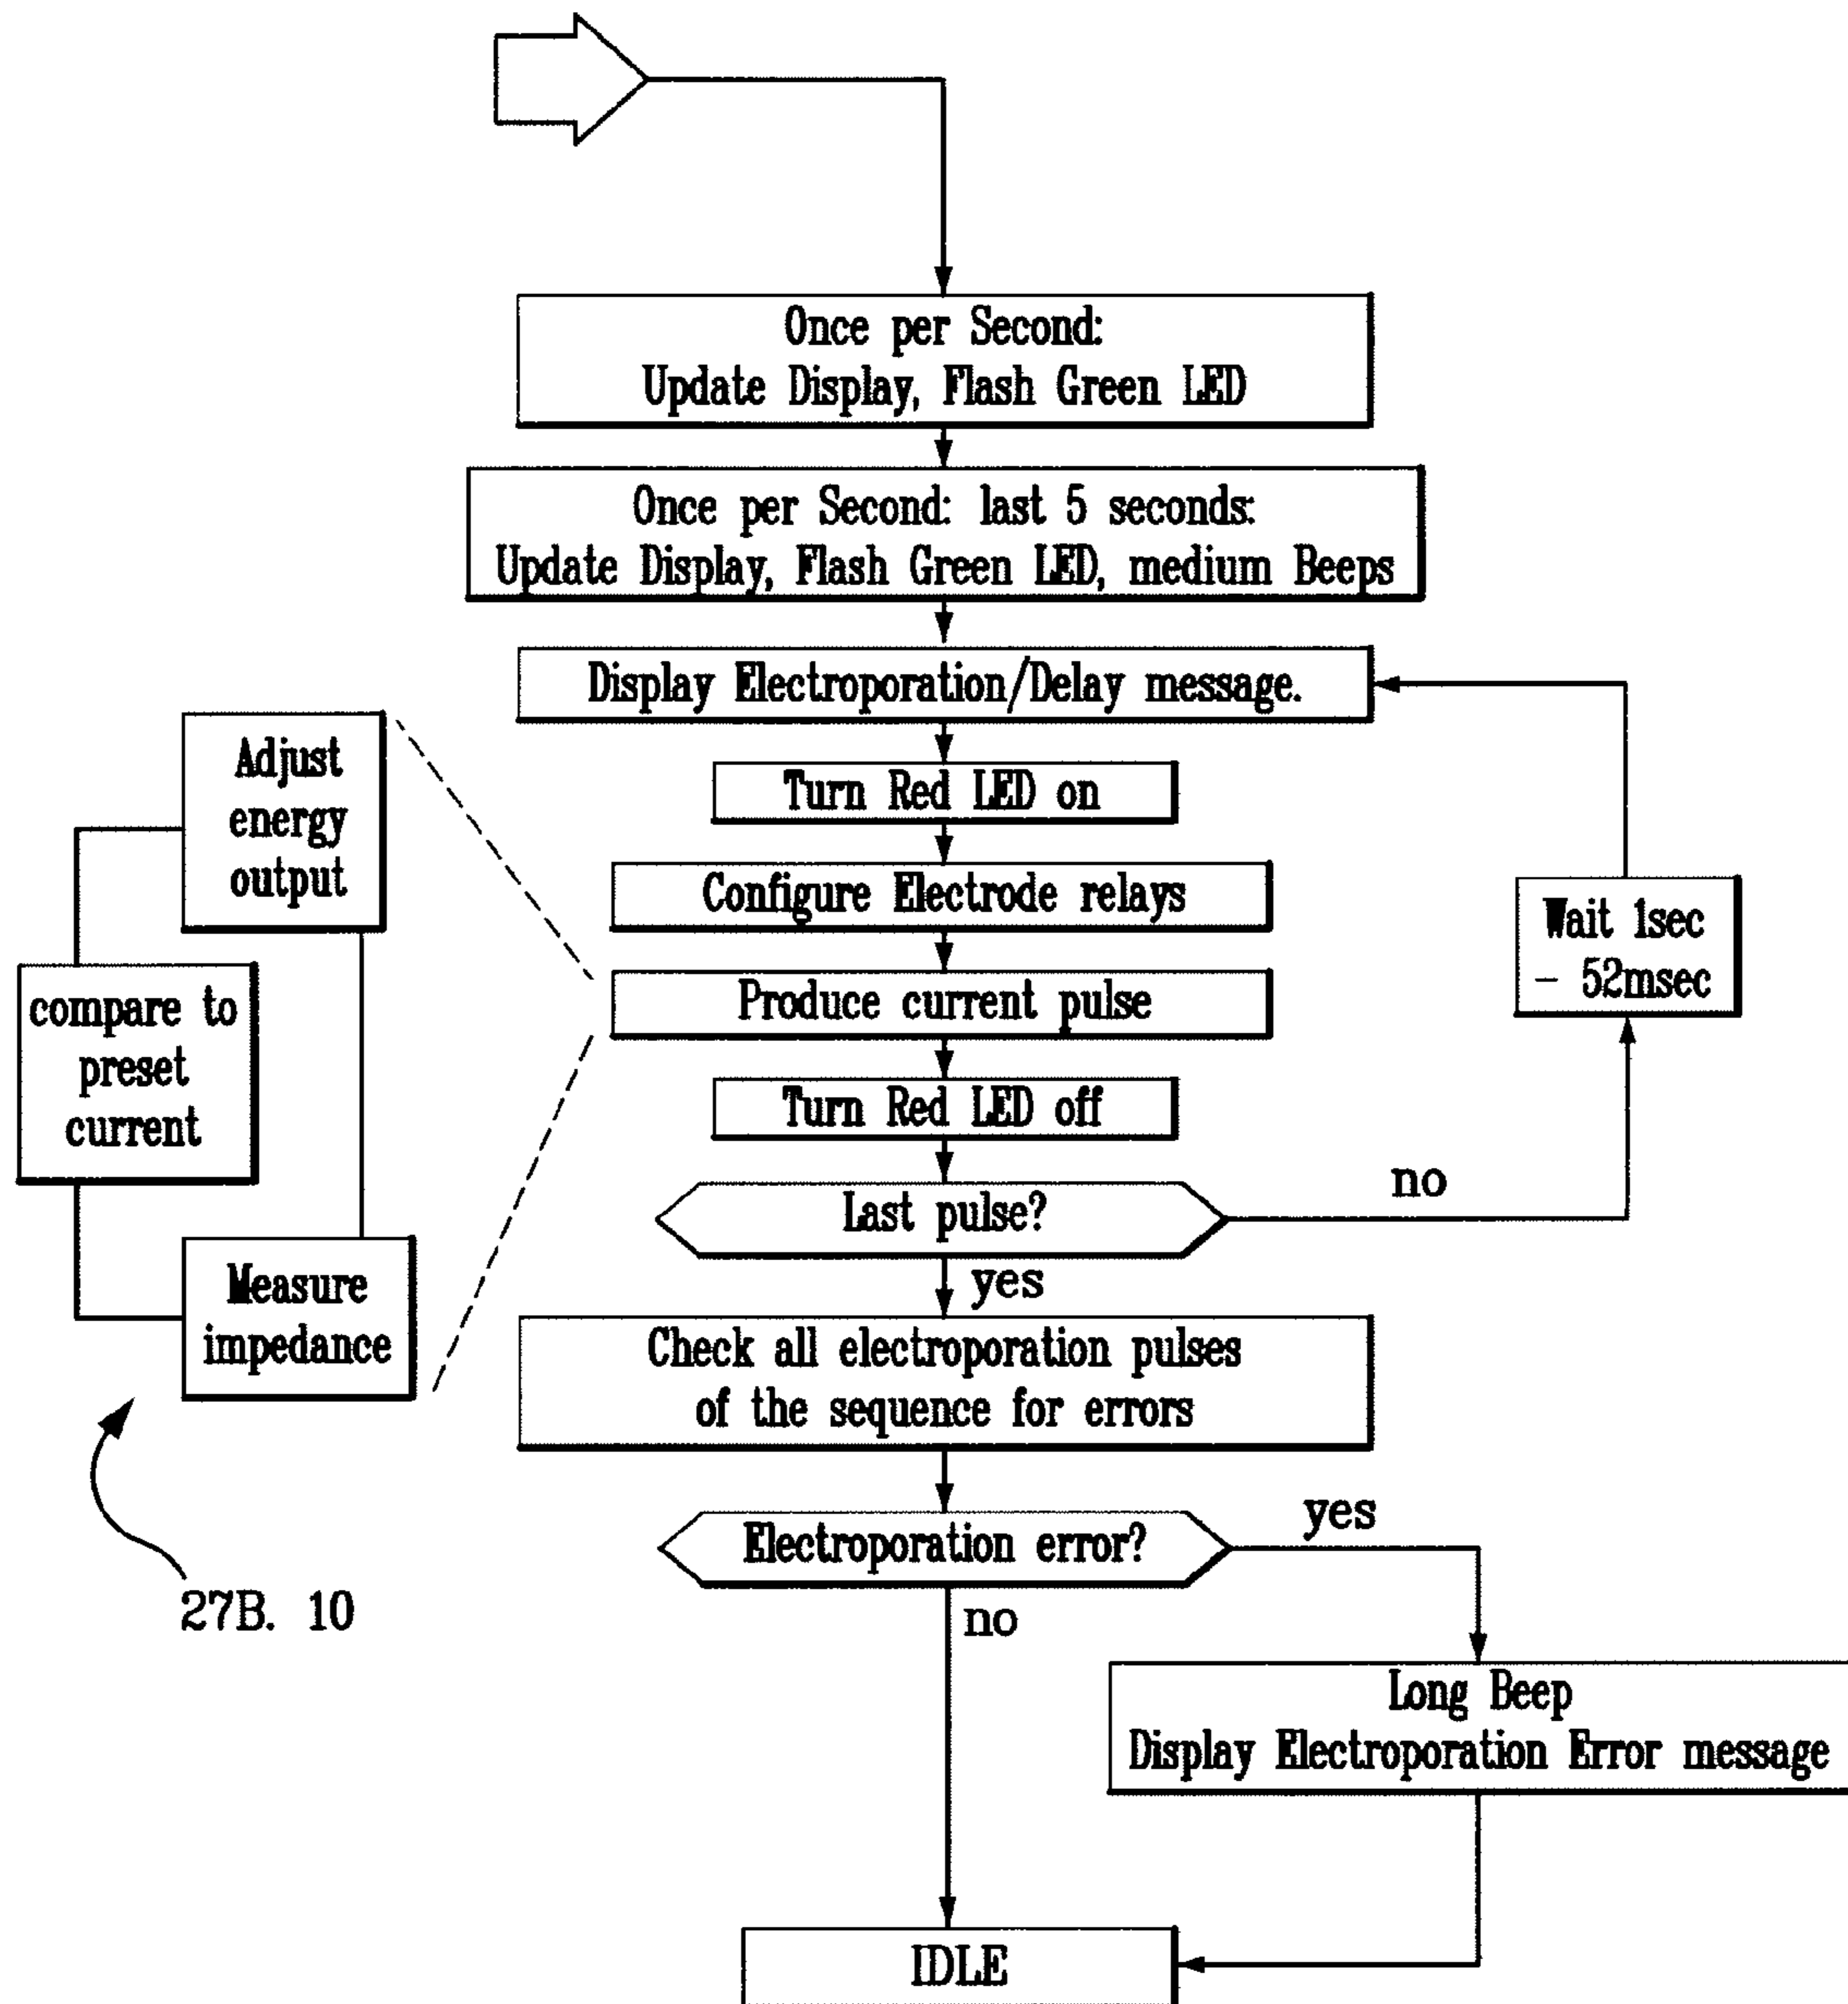 Once per Second:
Update Display, Flash Green LED
Once per Second: last 5 seconds:
Update Display, Flash Green LED, medium Beeps
Display Electroporation/Delay message.
Turn Red LED on
Configure Electrode relays
Produce current pulse
Turn Red LED off
Last pulse?
no
Wait 1sec
- 52msec
yes
Adjust
energy
output
compare to
preset
current
Measure
impedance
27B. 10
Check all electroporation pulses
of the sequence for errors
Electroporation error?
yes
no
Long Beep
Display Electroporation Error message
IDLE